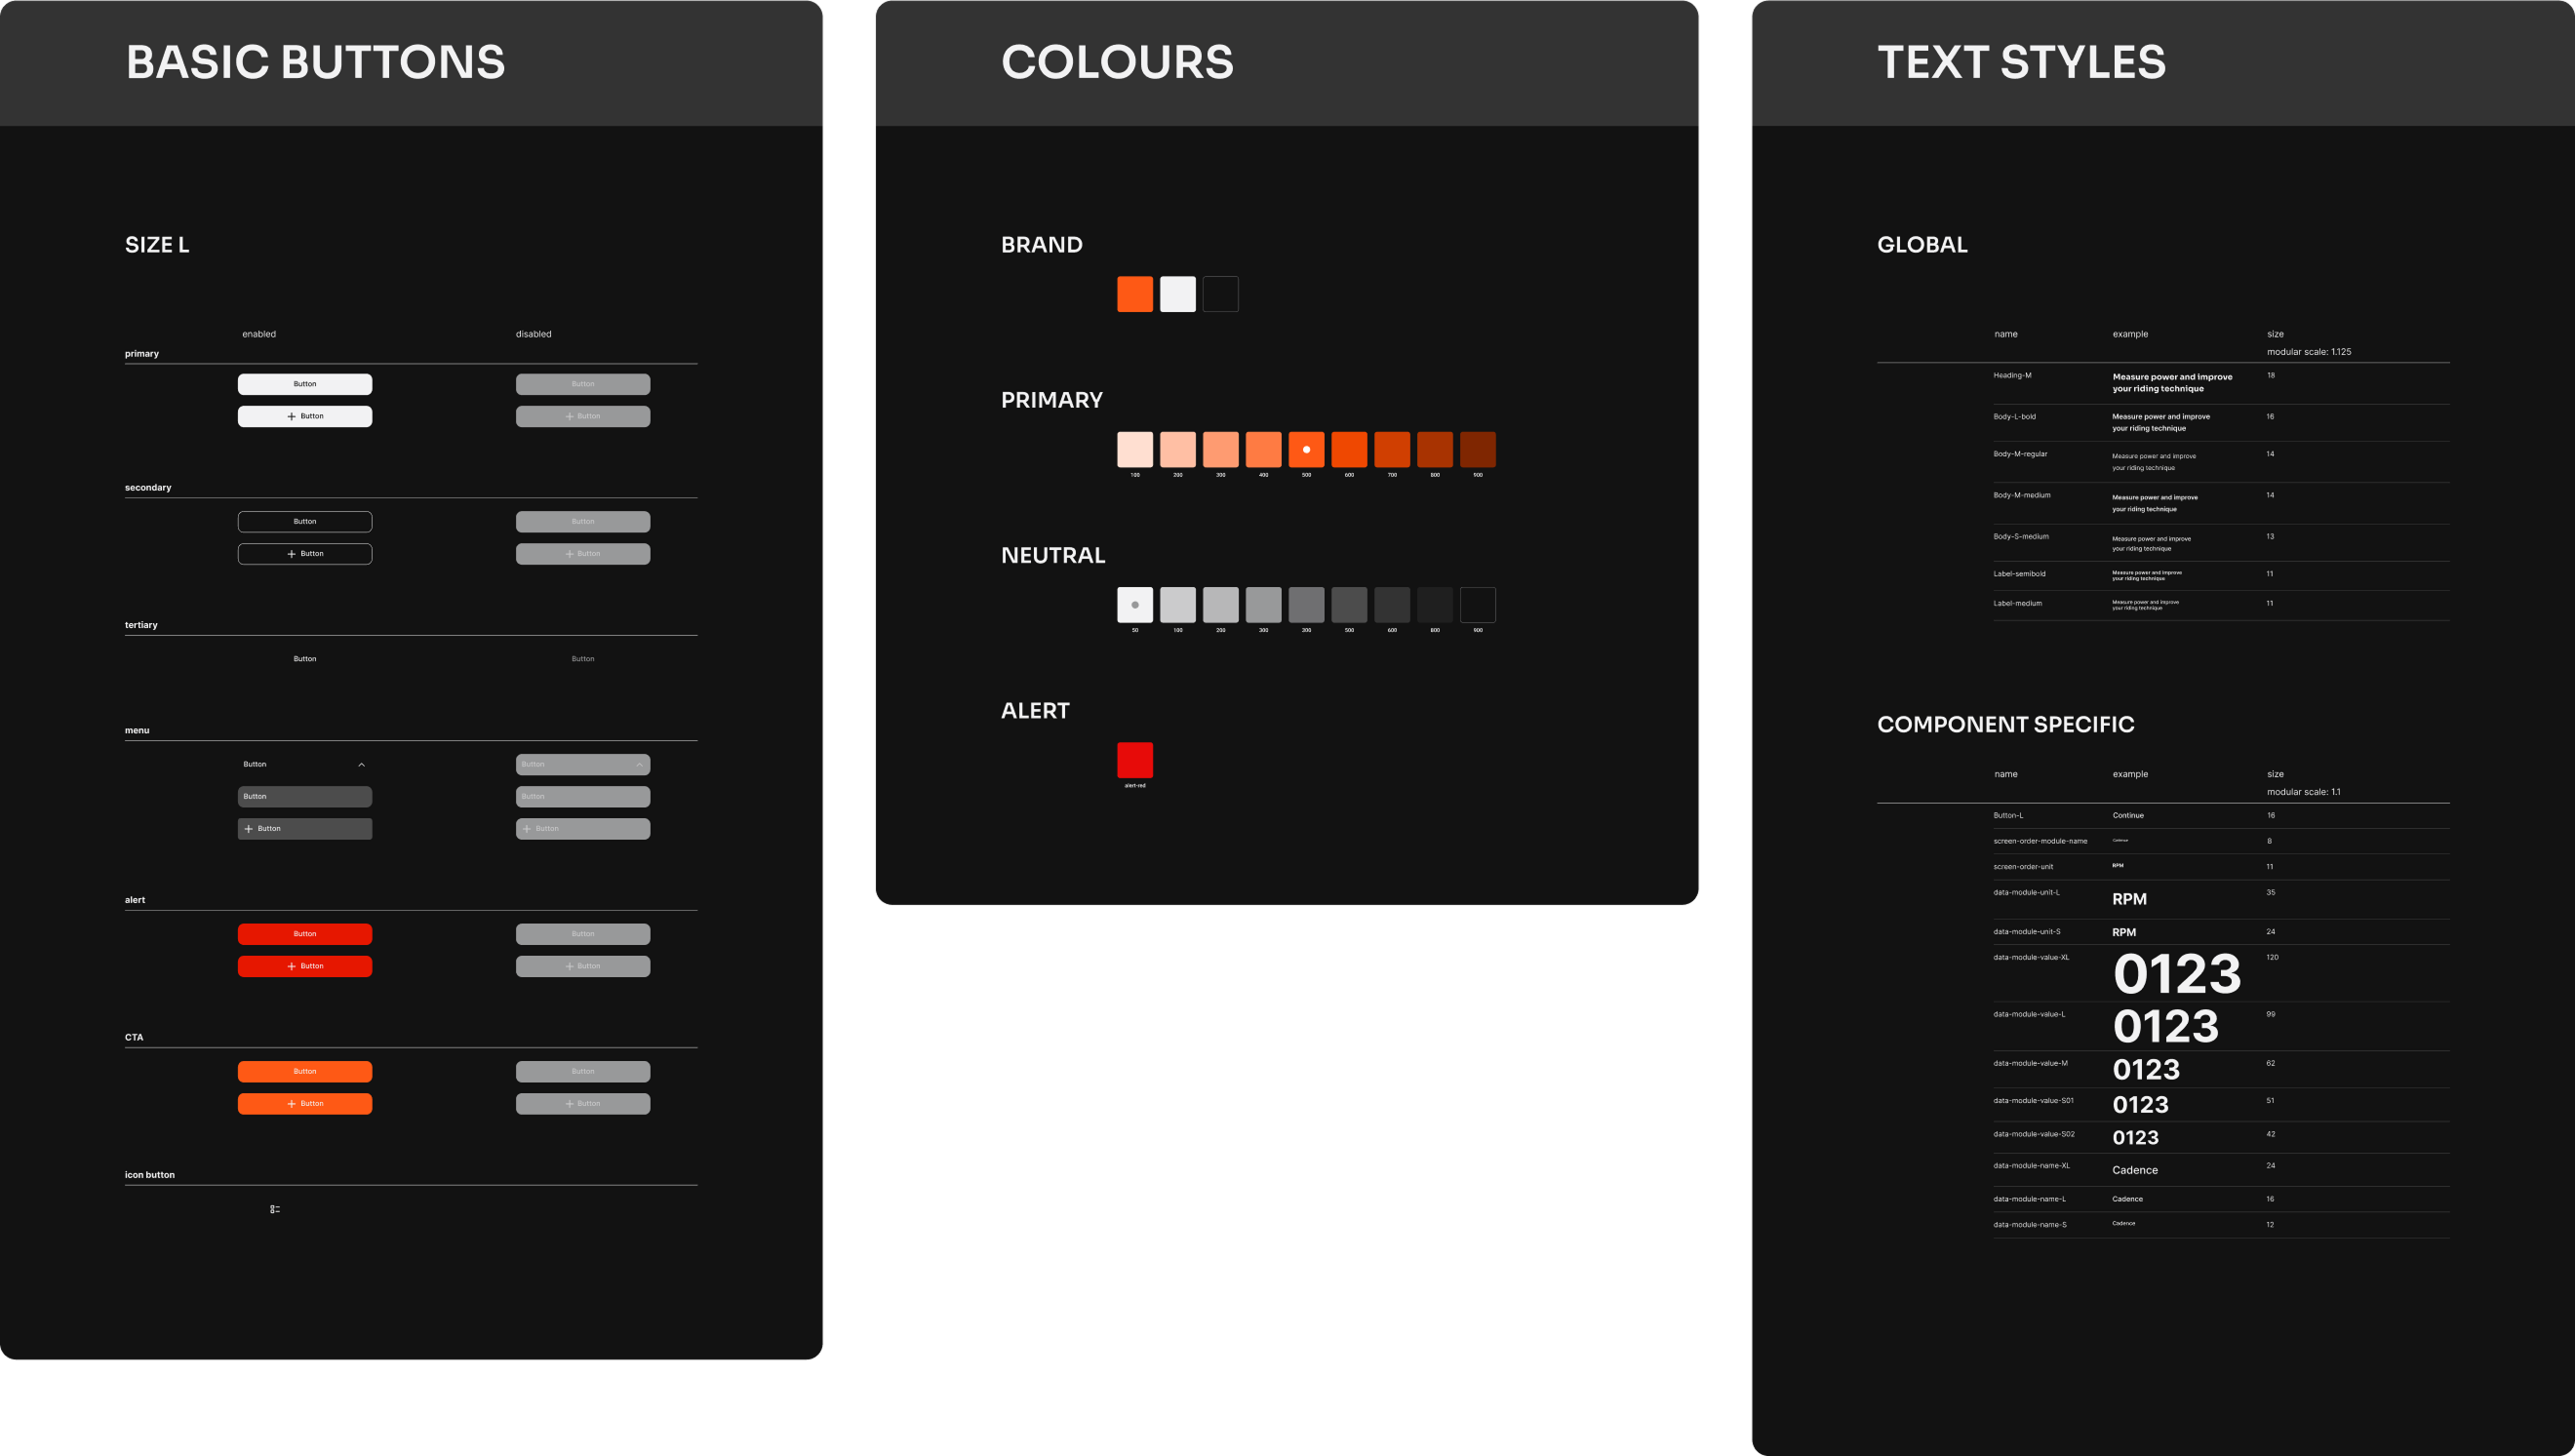 BASIC BUTTONS
SIZE L
enabled disabled
primary
Button Button
Button Button
secondary
Button Button
Button Button
tertiary
Button Button
menu
Button Button
Button Button
Button Button
alert
Button Button
Button Button
CTA
Button Button
Button Button
icon button
COLOURS
BRAND
PRIMARY
100 200 300 400 500 600 700 800 900
NEUTRAL
50 100 200 300 300 500 600 800 900
ALERT
alert-red
TEXT STYLES
GLOBAL
name example size
modular scale: 1.125
Heading-M Measure power and improve 18
your riding technique
Body-L-bold Measure power and improve 16
your riding technique
Body-M-regular Measure power and improve 14
your riding technique
Body-M-medium Measure power and improve 14
your riding technique
Body-S-medium Measure power and improve 13
your riding technique
Label-semibold Measure power and improve 11
your riding technique
Label-medium Measure power and improve 11
your riding technique
COMPONENT SPECIFIC
name example size
modular scale: 1.1
Button-L Continue 16
screen-order-module-name Cadence 8
screen-order-unit RPM 11
data-module-unit-L RPM 35
data-module-unit-S RPM 24
data-module-value-XL 0123 120
data-module-value-L 0123 99
data-module-value-M 0123 62
data-module-value-S01 0123 51
data-module-value-S02 0123 42
data-module-name-XL Cadence 24
data-module-name-L Cadence 16
data-module-name-S Cadence 12